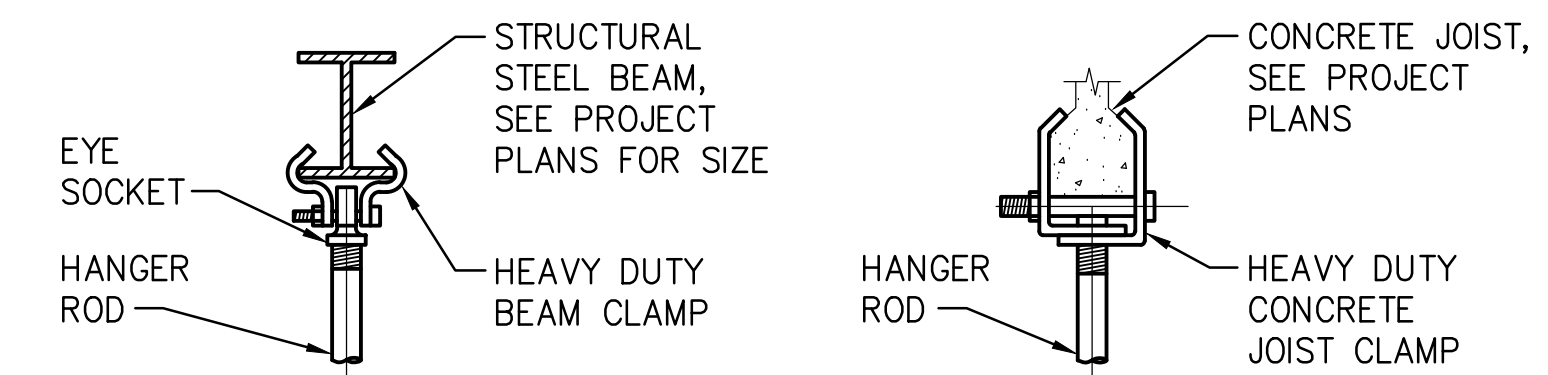 STRUCTURAL
STEEL BEAM,
SEE PROJECT
PLANS FOR SIZE
EYE
SOCKET
HANGER
ROD
HEAVY DUTY
BEAM CLAMP
CONCRETE JOIST,
SEE PROJECT
PLANS
HANGER
ROD
HEAVY DUTY
CONCRETE
JOIST CLAMP